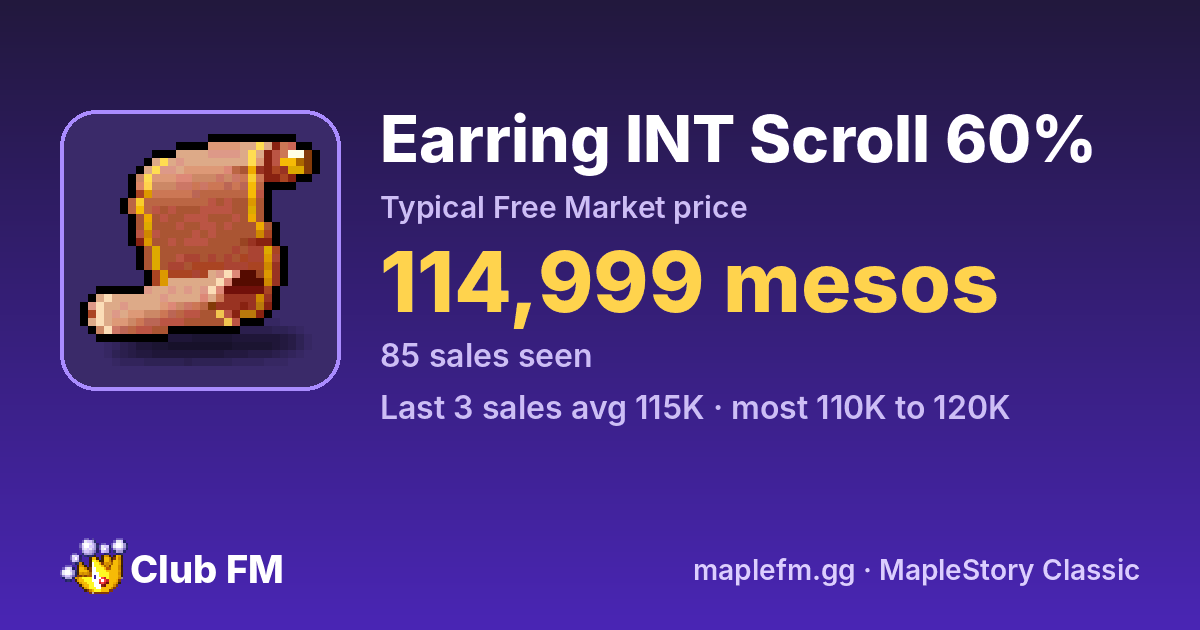 Earring INT Scroll 60%
Typical Free Market price
114,999 mesos
85 sales seen
Last 3 sales avg 115K · most 110K to 120K
Club FM
maplefm.gg · MapleStory Classic